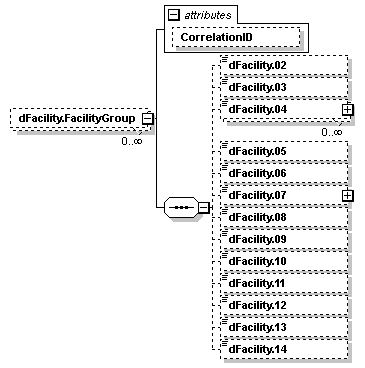 attributes
CorrelationID
dFacility.FacilityGroup
0..∞
dFacility.02
dFacility.03
dFacility.04
0..∞
dFacility.05
dFacility.06
dFacility.07
dFacility.08
dFacility.09
dFacility.10
dFacility.11
dFacility.12
dFacility.13
dFacility.14